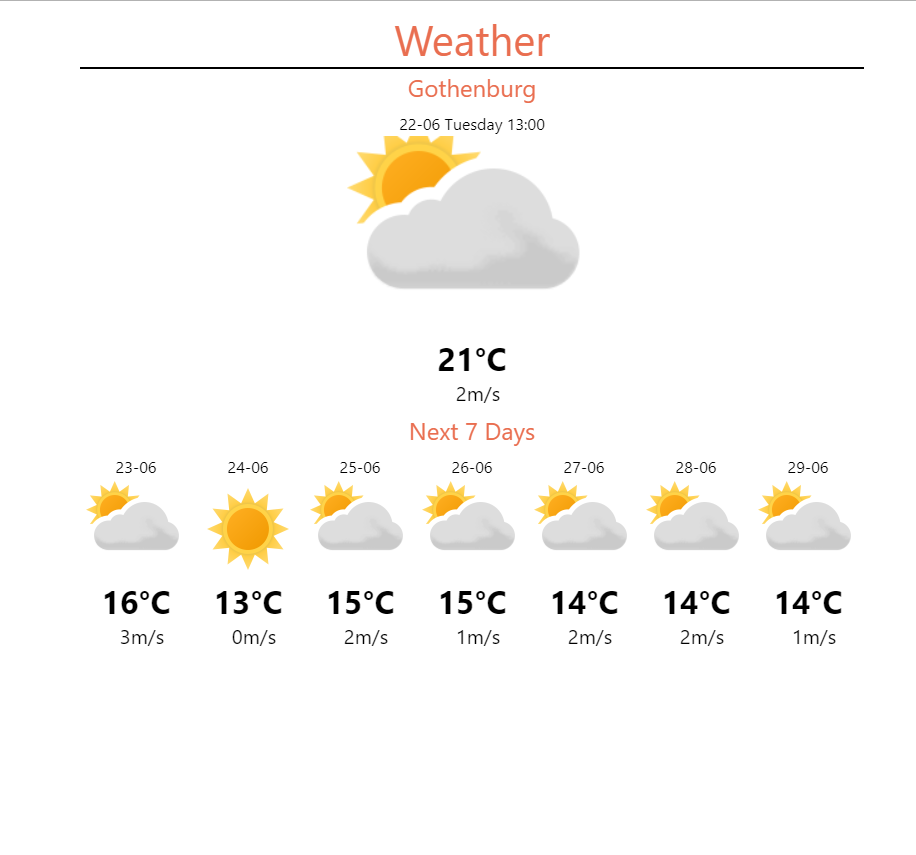 Weather
Gothenburg
22-06 Tuesday 13:00
21°C
2m/s
Next 7 Days
23-06 24-06 25-06 26-06 27-06 28-06 29-06
16°C 13°C 15°C 15°C 14°C 14°C 14°C
3m/s 0m/s 2m/s 1m/s 2m/s 2m/s 1m/s